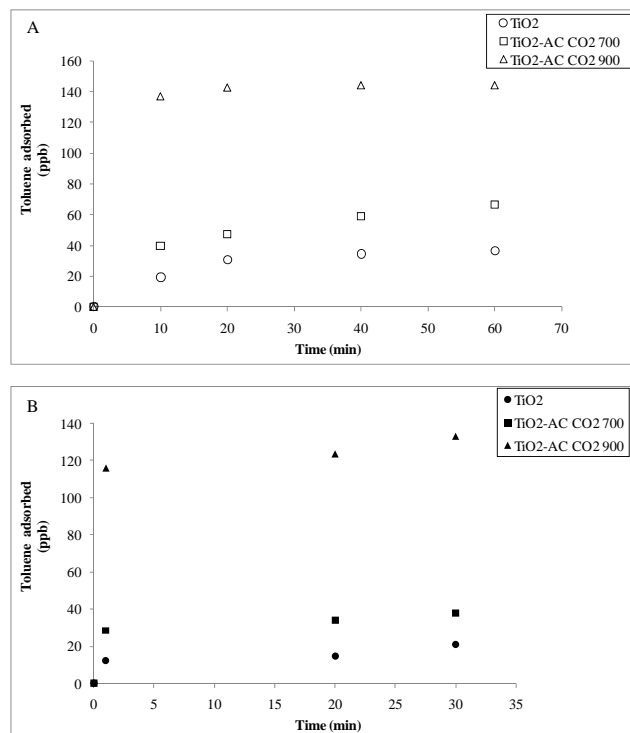 A
TiO2
TiO2-AC CO2 700
TiO2-AC CO2 900
160
140
120
100
80
60
40
20
0
Toluene adsorbed
(ppb)
0 10 20 30 40 50 60 70
Time (min)
B
TiO2
TiO2-AC CO2 700
TiO2-AC CO2 900
140
120
100
80
60
40
20
0
Toluene adsorbed
(ppb)
0 5 10 15 20 25 30 35
Time (min)